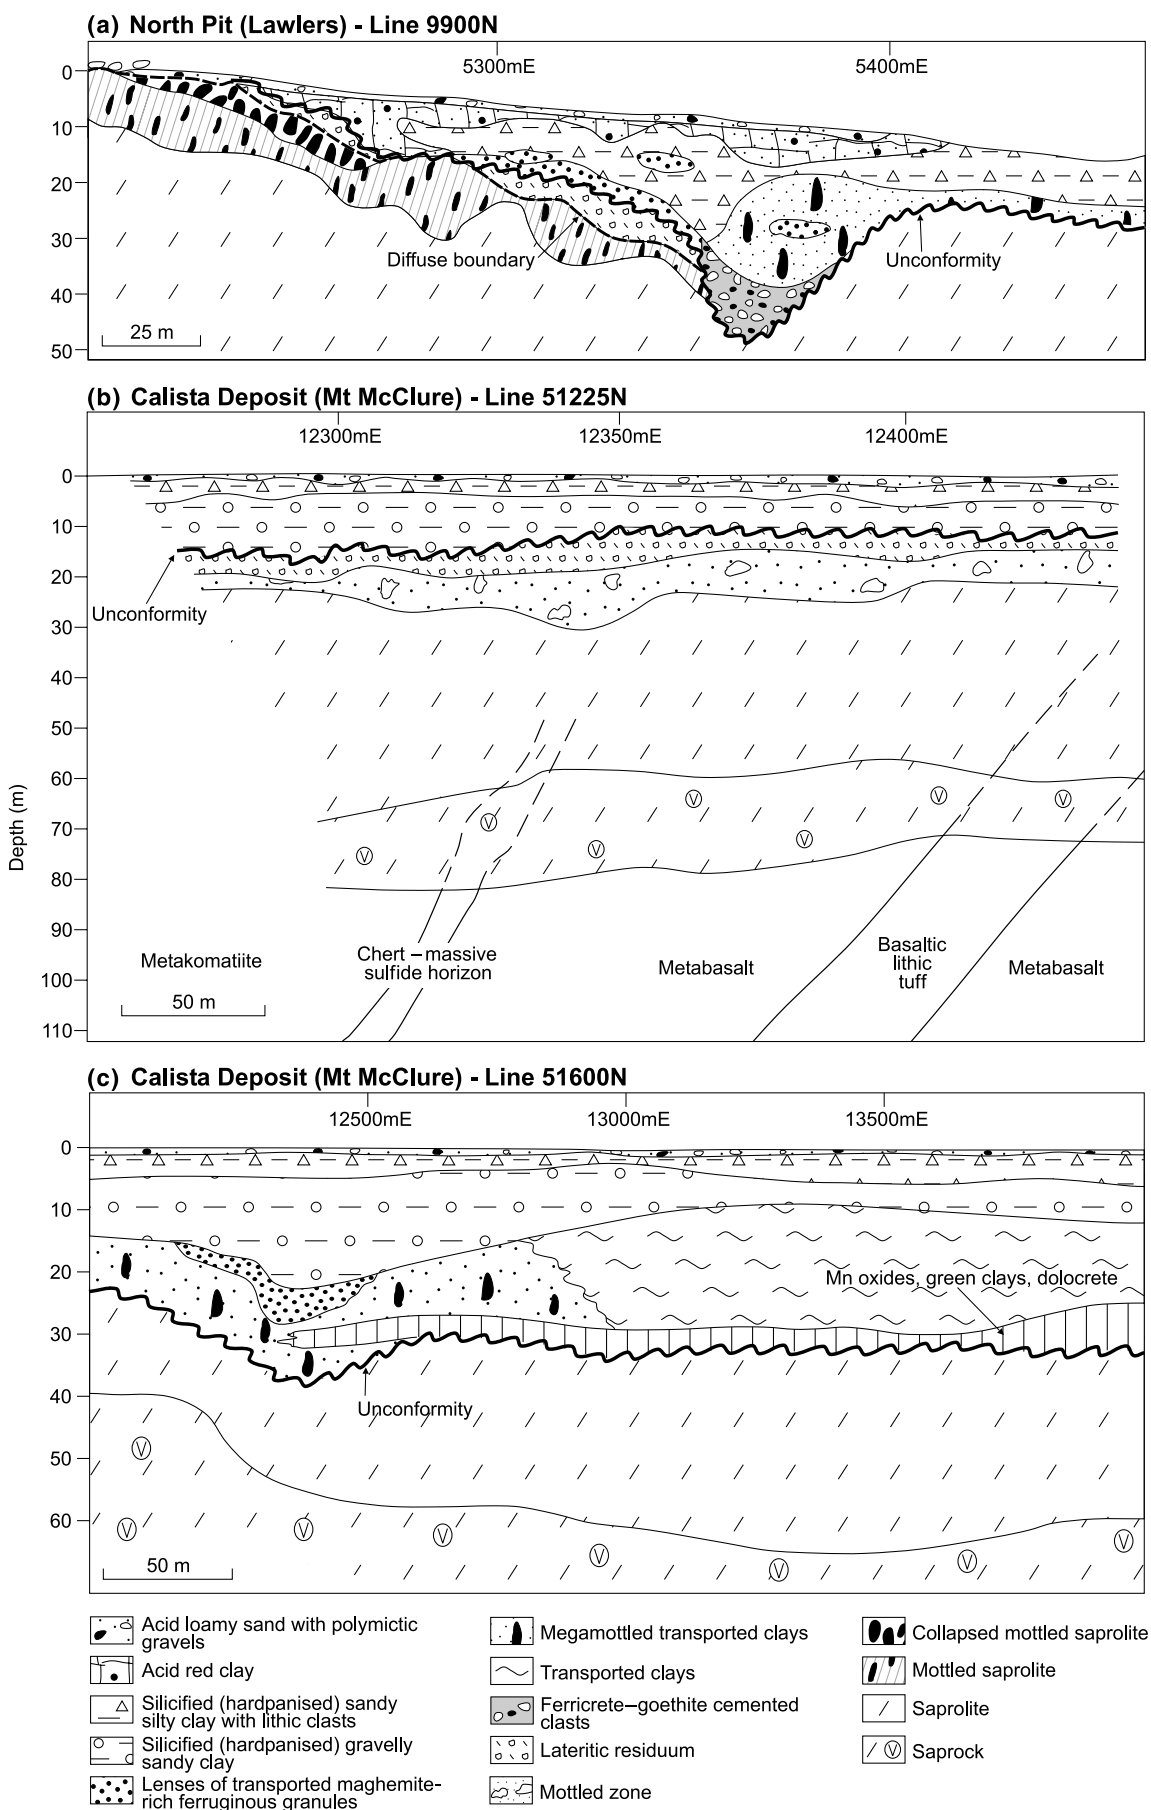 (a) North Pit (Lawlers) - Line 9900N
5300mE
5400mE
0
10
20
30
40
50
Diffuse boundary
Unconformity
25 m
(b) Calista Deposit (Mt McClure) - Line 51225N
12300mE
12350mE
12400mE
0
10
20
30
40
50
60
70
80
90
100
110
Depth (m)
Unconformity
V
V
V
V
V
V
Metakomatiite
Chert – massive
sulfide horizon
Metabasalt
Basaltic
lithic
tuff
Metabasalt
50 m
(c) Calista Deposit (Mt McClure) - Line 51600N
12500mE
13000mE
13500mE
0
10
20
30
40
50
60
Mn oxides, green clays, dolocrete
Unconformity
V
V
V
V
V
V
V
V
50 m
Acid loamy sand with polymictic
gravels
Acid red clay
Silicified (hardpanised) sandy
silty clay with lithic clasts
Silicified (hardpanised) gravelly
sandy clay
Lenses of transported maghemite-
rich ferruginous granules
Megamottled transported clays
Transported clays
Ferricrete–goethite cemented
clasts
Lateritic residuum
Mottled zone
Collapsed mottled saprolite
Mottled saprolite
Saprolite
V
Saprock